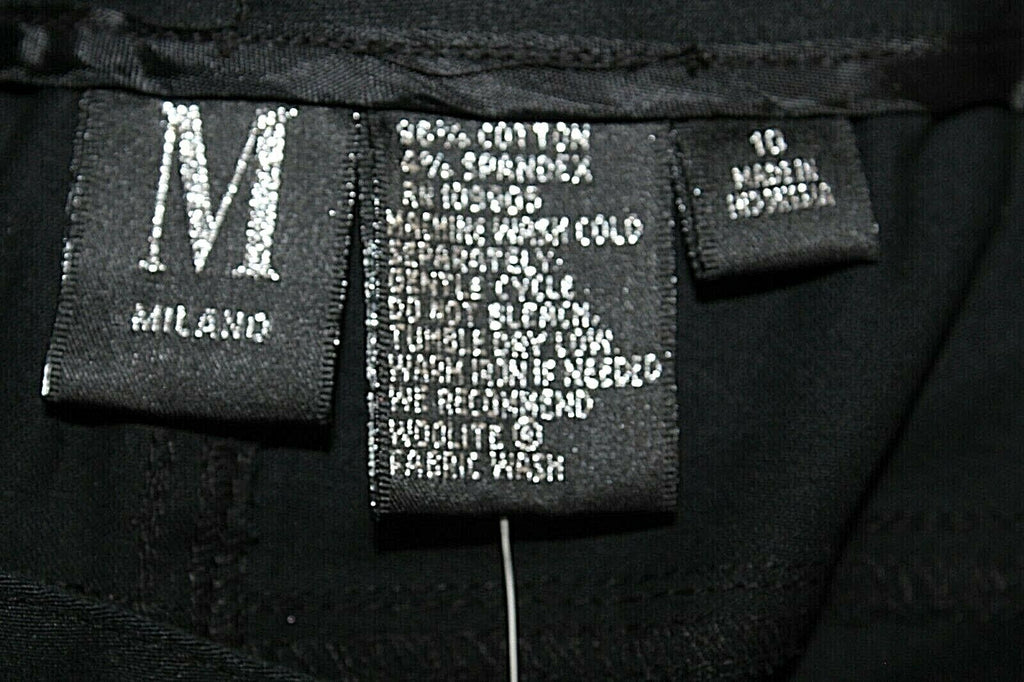 M
MILANO
96% COTTON
4% SPANDEX
RN
MACHINE WASH COLD
SEPARATELY.
GENTLE CYCLE
DO NOT BLEACH.
TUMBLE DRY LOW.
WARM IRON IF NEEDED
WE RECOMMEND
WOOLITE ®
FABRIC WASH
10
MADE IN